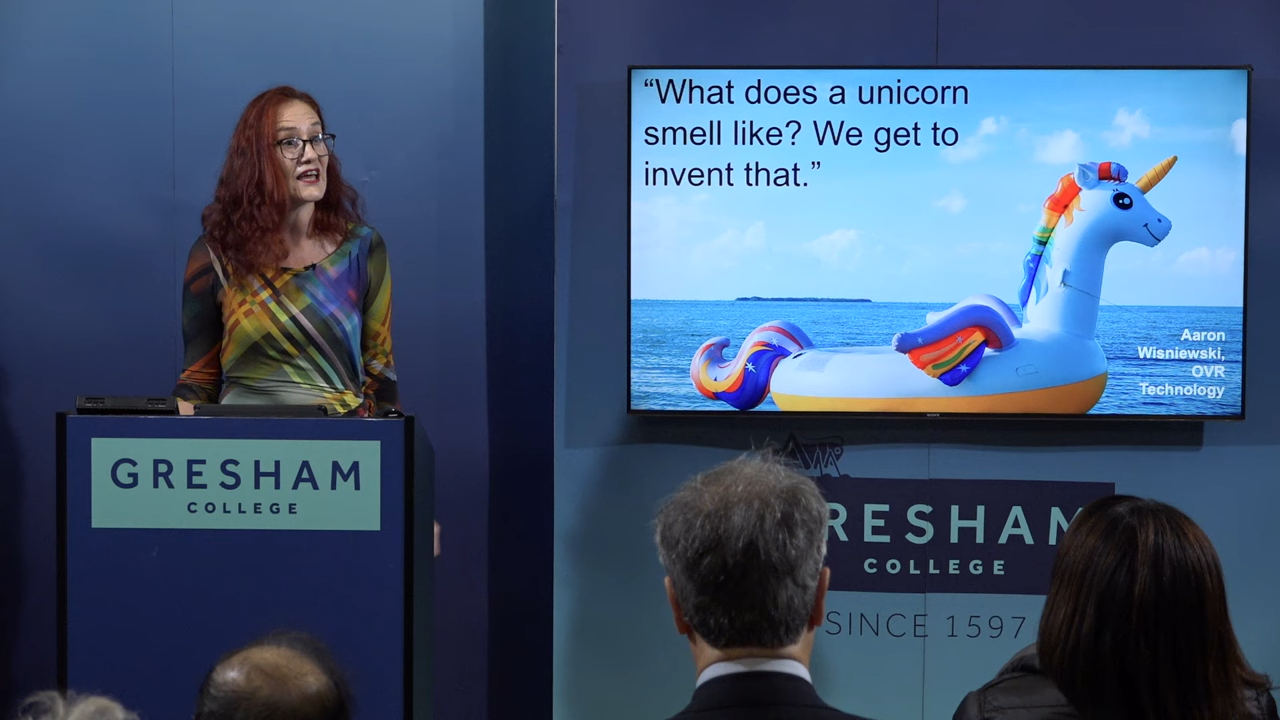 “What does a unicorn
smell like? We get to
invent that.”
Aaron
Wisniewski,
OVR
Technology
GRESHAM
COLLEGE
RESHAM
COLLEGE
SINCE 1597